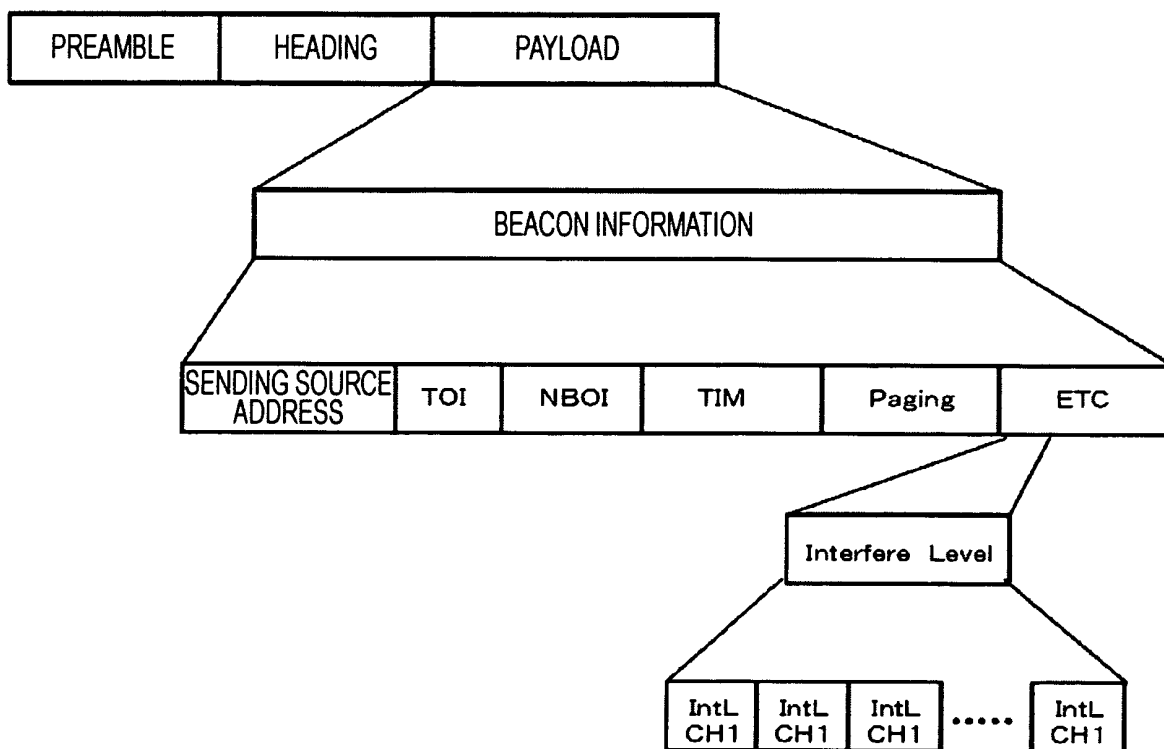 PREAMBLE HEADING PAYLOAD
BEACON INFORMATION
SENDING SOURCE
ADDRESS
TOI NBOI TIM Paging ETC
Interfere Level
IntL IntL IntL ..... IntL
CH1 CH1 CH1 CH1